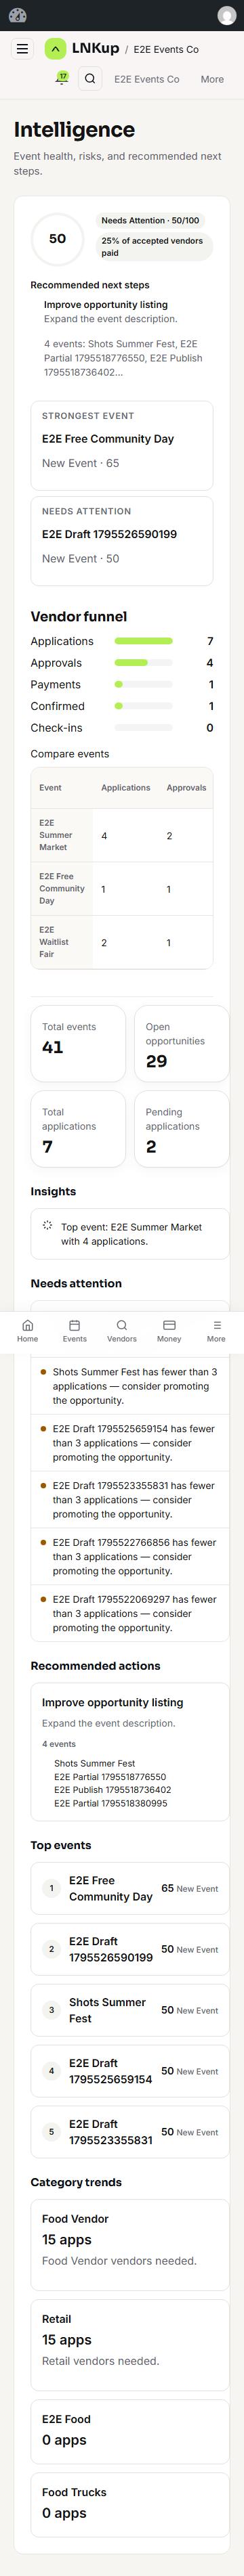 LNKup / E2E Events Co
17
E2E Events Co
More
Intelligence
Event health, risks, and recommended next
steps.
50
Needs Attention · 50/100
25% of accepted vendors
paid
Recommended next steps
Improve opportunity listing
Expand the event description.
4 events: Shots Summer Fest, E2E
Partial 1795518776550, E2E Publish
1795518736402...
STRONGEST EVENT
E2E Free Community Day
New Event · 65
NEEDS ATTENTION
E2E Draft 1795526590199
New Event · 50
Vendor funnel
Applications 7
Approvals 4
Payments 1
Confirmed 1
Check-ins 0
Compare events
Event Applications Approvals
E2E
Summer
Market
4 2
E2E Free
Community
Day
1 1
E2E
Waitlist
Fair
2 1
Total events
41
Open
opportunities
29
Total
applications
7
Pending
applications
2
Insights
Top event: E2E Summer Market
with 4 applications.
Needs attention
Home Events Vendors Money More
Shots Summer Fest has fewer than 3
applications — consider promoting
the opportunity.
E2E Draft 1795525659154 has fewer
than 3 applications — consider
promoting the opportunity.
E2E Draft 1795523355831 has fewer
than 3 applications — consider
promoting the opportunity.
E2E Draft 1795522766856 has fewer
than 3 applications — consider
promoting the opportunity.
E2E Draft 1795522069297 has fewer
than 3 applications — consider
promoting the opportunity.
Recommended actions
Improve opportunity listing
Expand the event description.
4 events
Shots Summer Fest
E2E Partial 1795518776550
E2E Publish 1795518736402
E2E Partial 1795518380995
Top events
1 E2E Free
Community Day
65 New Event
2 E2E Draft
1795526590199
50 New Event
3 Shots Summer
Fest
50 New Event
4 E2E Draft
1795525659154
50 New Event
5 E2E Draft
1795523355831
50 New Event
Category trends
Food Vendor
15 apps
Food Vendor vendors needed.
Retail
15 apps
Retail vendors needed.
E2E Food
0 apps
Food Trucks
0 apps